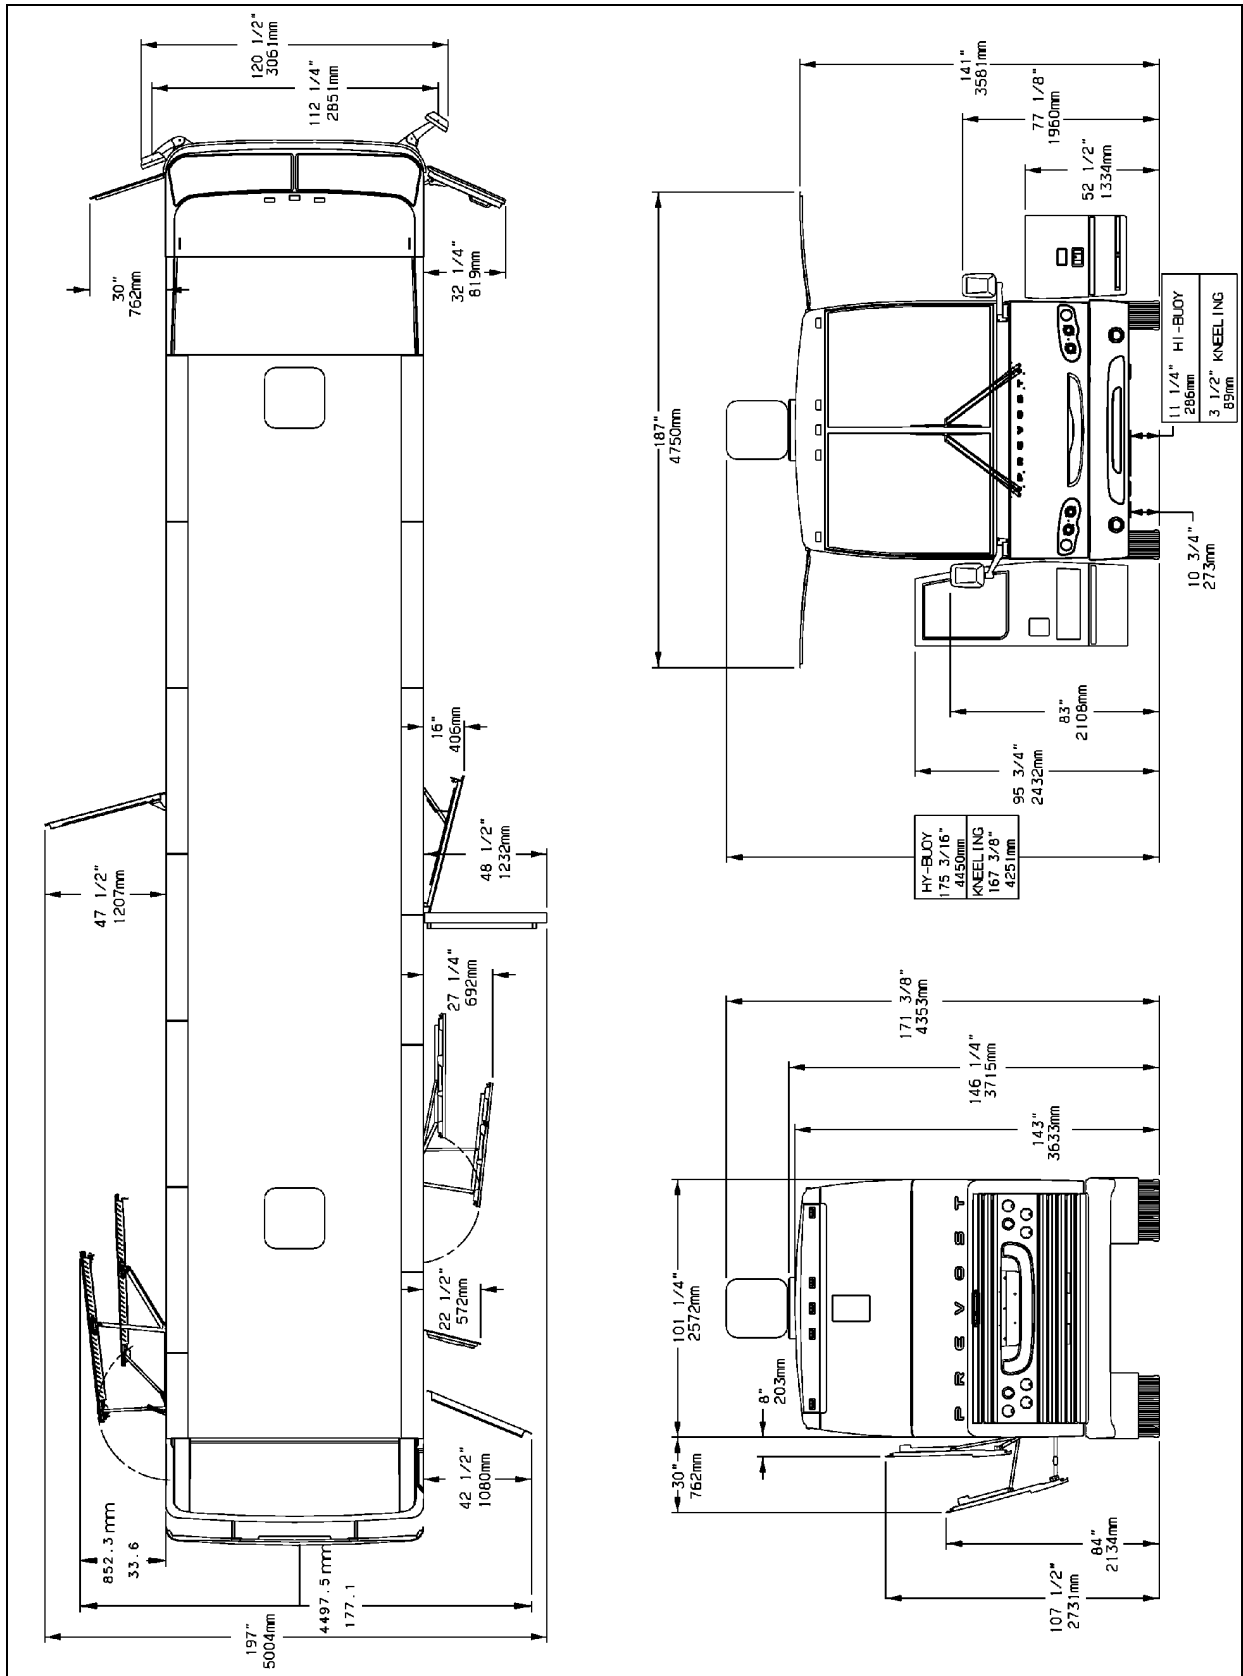 120 1/2"
3061mm
112 1/4"
2851mm
30"
762mm
32 1/4"
819mm
16"
406mm
47 1/2"
1207mm
48 1/2"
1232mm
27 1/4"
692mm
22 1/2"
572mm
42 1/2"
1080mm
852.3 mm
33.6
4497.5 mm
177.1
197"
5004mm
141"
3581mm
77 1/8"
1960mm
52 1/2"
1334mm
187"
4750mm
PREVOST
11 1/4" HI-BUOY
286mm
3 1/2" KNEELING
89mm
10 3/4"
273mm
83"
2108mm
95 3/4"
2432mm
HY-BUOY
175 3/16"
4450mm
KNEELING
167 3/8"
4251mm
171 3/8"
4353mm
146 1/4"
3715mm
143"
3633mm
101 1/4"
2572mm
PREVOST
8"
203mm
30"
762mm
84"
2134mm
107 1/2"
2731mm